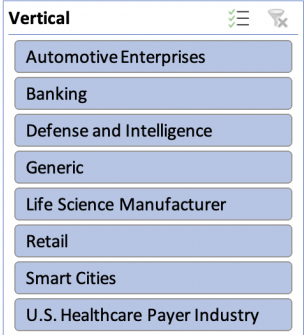 Vertical
Automotive Enterprises
Banking
Defense and Intelligence
Generic
Life Science Manufacturer
Retail
Smart Cities
U.S. Healthcare Payer Industry